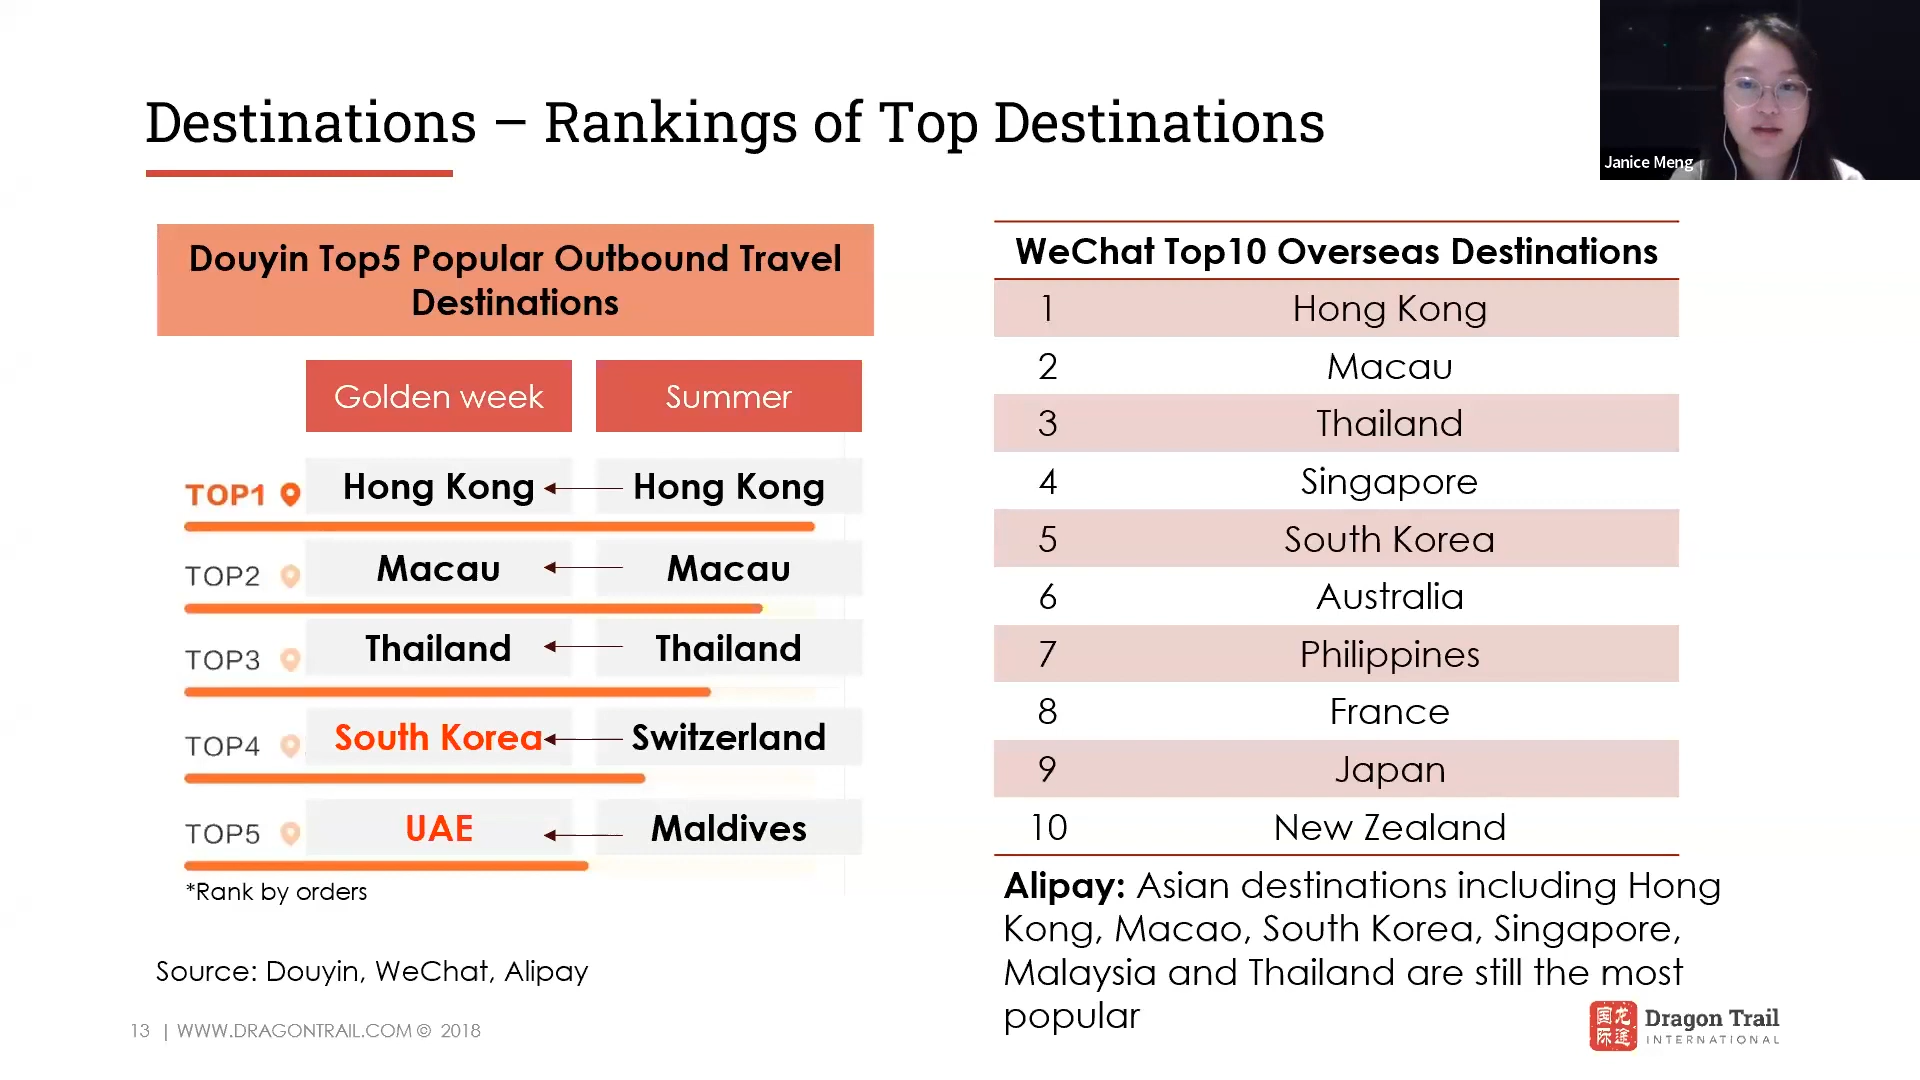 Destinations – Rankings of Top Destinations
Janice Meng
Douyin Top5 Popular Outbound Travel
Destinations
Golden week Summer
TOP1 Hong Kong Hong Kong
TOP2 Macau Macau
TOP3 Thailand Thailand
TOP4 South Korea Switzerland
TOP5 UAE Maldives
*Rank by orders
Source: Douyin, WeChat, Alipay
WeChat Top10 Overseas Destinations
1 Hong Kong
2 Macau
3 Thailand
4 Singapore
5 South Korea
6 Australia
7 Philippines
8 France
9 Japan
10 New Zealand
Alipay: Asian destinations including Hong
Kong, Macao, South Korea, Singapore,
Malaysia and Thailand are still the most
popular
13 | WWW.DRAGONTRAIL.COM © 2018
龙途国际
Dragon Trail
INTERNATIONAL